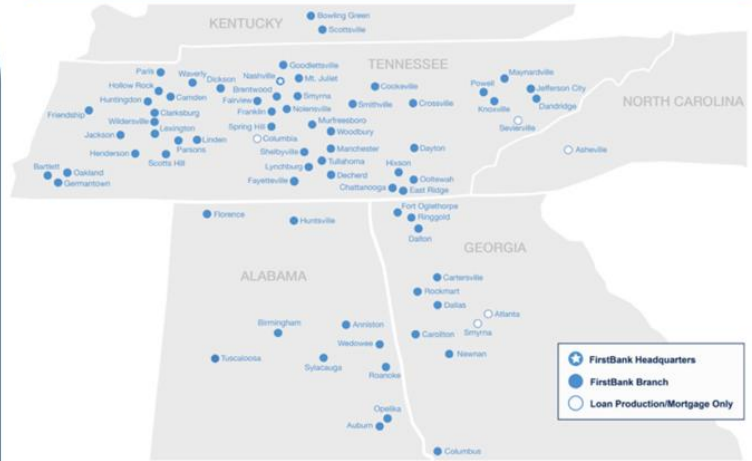 KENTUCKY
Bowling Green
Scottsville
TENNESSEE
NORTH CAROLINA
Paris
Waverly
Dickson
Hollow Rock
Huntingdon
Camden
Friendship
Clarksburg
Wildersville
Lexington
Jackson
Linden
Parsons
Henderson
Scotts Hill
Bartlett
Oakland
Germantown
Goodlettsville
Nashville
Mt. Juliet
Brentwood
Smyrna
Fairview
Franklin
Nolensville
Murfreesboro
Spring Hill
Columbia
Woodbury
Shelbyville
Manchester
Lynchburg
Tullahoma
Decherd
Fayetteville
Cookeville
Smithville
Crossville
Dayton
Hixson
Ooltewah
Chattanooga
East Ridge
Maynardville
Powell
Jefferson City
Knoxville
Dandridge
Sevierville
Asheville
Florence
Huntsville
ALABAMA
Birmingham
Anniston
Wedowee
Tuscaloosa
Sylacauga
Roanoke
Opelika
Auburn
Fort Oglethorpe
Ringgold
Dalton
GEORGIA
Cartersville
Rockmart
Dallas
Atlanta
Smyrna
Carrollton
Newnan
Columbus
FirstBank Headquarters
FirstBank Branch
Loan Production/Mortgage Only